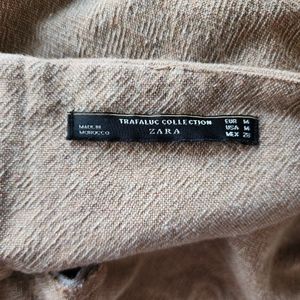 TRAFALUC COLLECTION
ZARA
MADE IN
MOROCCO
EUR M
USA M
MEX 28